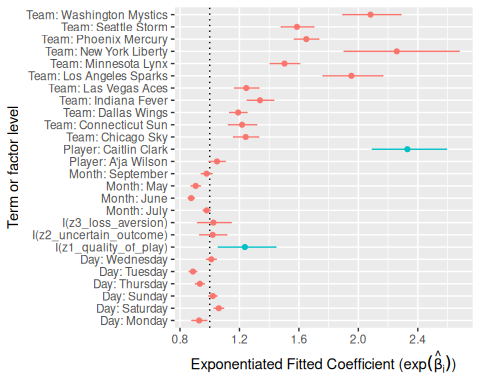 Term or factor level
Team: Washington Mystics
Team: Seattle Storm
Team: Phoenix Mercury
Team: New York Liberty
Team: Minnesota Lynx
Team: Los Angeles Sparks
Team: Las Vegas Aces
Team: Indiana Fever
Team: Dallas Wings
Team: Connecticut Sun
Team: Chicago Sky
Player: Caitlin Clark
Player: A'ja Wilson
Month: September
Month: May
Month: June
Month: July
I(z3_loss_aversion)
I(z2_uncertain_outcome)
I(z1_quality_of_play)
Day: Wednesday
Day: Tuesday
Day: Thursday
Day: Sunday
Day: Saturday
Day: Monday
0.8 1.2 1.6 2.0 2.4
Exponentiated Fitted Coefficient (exp(β̂ᵢ))